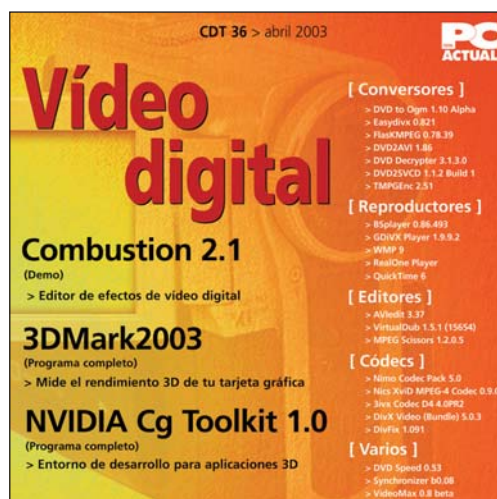 CDT 36 > abril 2003
PC
ACTUAL
Vídeo
digital
Combustion 2.1
(Demo)
> Editor de efectos de vídeo digital
3DMark2003
(Programa completo)
> Mide el rendimiento 3D de tu tarjeta gráfica
NVIDIA Cg Toolkit 1.0
(Programa completo)
> Entorno de desarrollo para aplicaciones 3D
[ Conversores ]
> DVD to Ogm 1.10 Alpha
> Easydivx 0.821
> FlasKMPEG 0.78.39
> DVD2AVI 1.86
> DVD Decrypter 3.1.3.0
> DVD2SVCD 1.1.2 Build 1
> TMPGEnc 2.51
[ Reproductores ]
> BSplayer 0.86.493
> GDiVX Player 1.9.9.2
> WMP 9
> RealOne Player
> QuickTime 6
[ Editores ]
> AVIedit 3.37
> VirtualDub 1.5.1 (15654)
> MPEG Scissors 1.2.0.5
[ Códecs ]
> Nimo Codec Pack 5.0
> Nics XviD MPEG-4 Codec 0.9.0
> 3ivx Codec D4 4.0PR2
> DivX Video (Bundle) 5.0.3
> DivFix 1.091
[ Varios ]
> DVD Speed 0.53
> Synchronizer b0.08
> VideoMax 0.8 beta